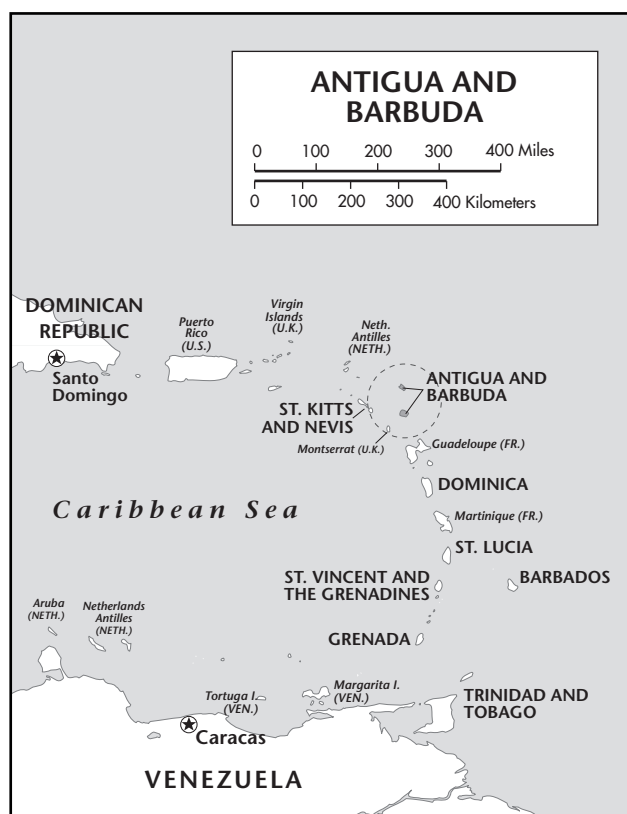 ANTIGUA AND
BARBUDA
0 100 200 300 400 Miles
0 100 200 300 400 Kilometers
DOMINICAN
REPUBLIC
Santo
Domingo
Puerto
Rico
(U.S.)
Virgin
Islands
(U.K.)
Neth.
Antilles
(NETH.)
ANTIGUA AND
BARBUDA
ST. KITTS
AND NEVIS
Montserrat (U.K.)
Guadeloupe (FR.)
DOMINICA
Caribbean Sea
Martinique (FR.)
ST. LUCIA
ST. VINCENT AND
THE GRENADINES
BARBADOS
Aruba
(NETH.)
Netherlands
Antilles
(NETH.)
GRENADA
Tortuga I.
(VEN.)
Margarita I.
(VEN.)
TRINIDAD AND
TOBAGO
Caracas
VENEZUELA